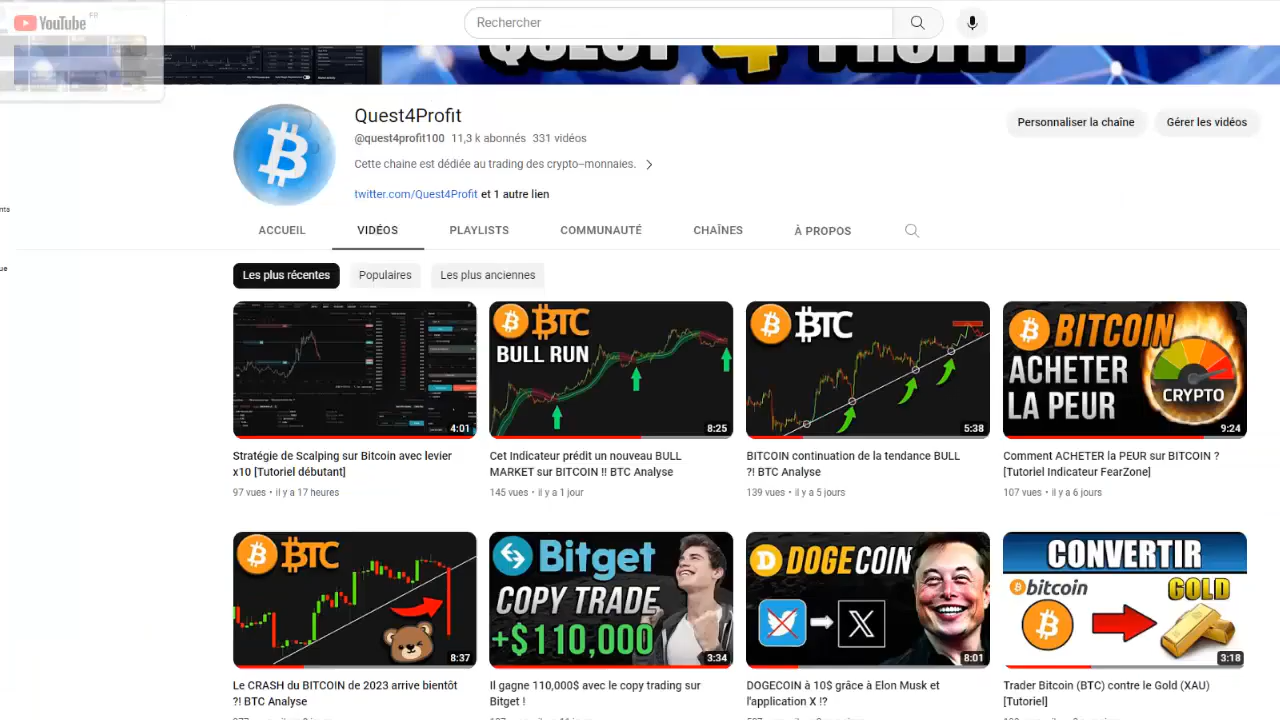 YouTube FR
Rechercher
QUEST 4 PROFIT
Quest4Profit
@quest4profit100 11,3 k abonnés 331 vidéos
Personnaliser la chaîne
Gérer les vidéos
Cette chaine est dédiée au trading des crypto-monnaies.
twitter.com/Quest4Profit et 1 autre lien
ACCUEIL
VIDÉOS
PLAYLISTS
COMMUNAUTÉ
CHAÎNES
À PROPOS
Les plus récentes
Populaires
Les plus anciennes
4:01
BTC
BULL RUN
8:25
BTC
5:38
BITCOIN
ACHETER
LA PEUR
CRYPTO
9:24
Stratégie de Scalping sur Bitcoin avec levier
x10 [Tutoriel débutant]
97 vues • il y a 17 heures
Cet Indicateur prédit un nouveau BULL
MARKET sur BITCOIN !! BTC Analyse
145 vues • il y a 1 jour
BITCOIN continuation de la tendance BULL
?! BTC Analyse
139 vues • il y a 5 jours
Comment ACHETER la PEUR sur BITCOIN ?
[Tutoriel Indicateur FearZone]
107 vues • il y a 6 jours
BTC
8:37
Bitget
COPY TRADE
+$110,000
3:34
DOGECOIN
X
8:01
CONVERTIR
bitcoin
GOLD
3:18
Le CRASH du BITCOIN de 2023 arrive bientôt
?! BTC Analyse
Il gagne 110,000$ avec le copy trading sur
Bitget !
DOGECOIN à 10$ grâce à Elon Musk et
l'application X !?
Trader Bitcoin (BTC) contre le Gold (XAU)
[Tutoriel]